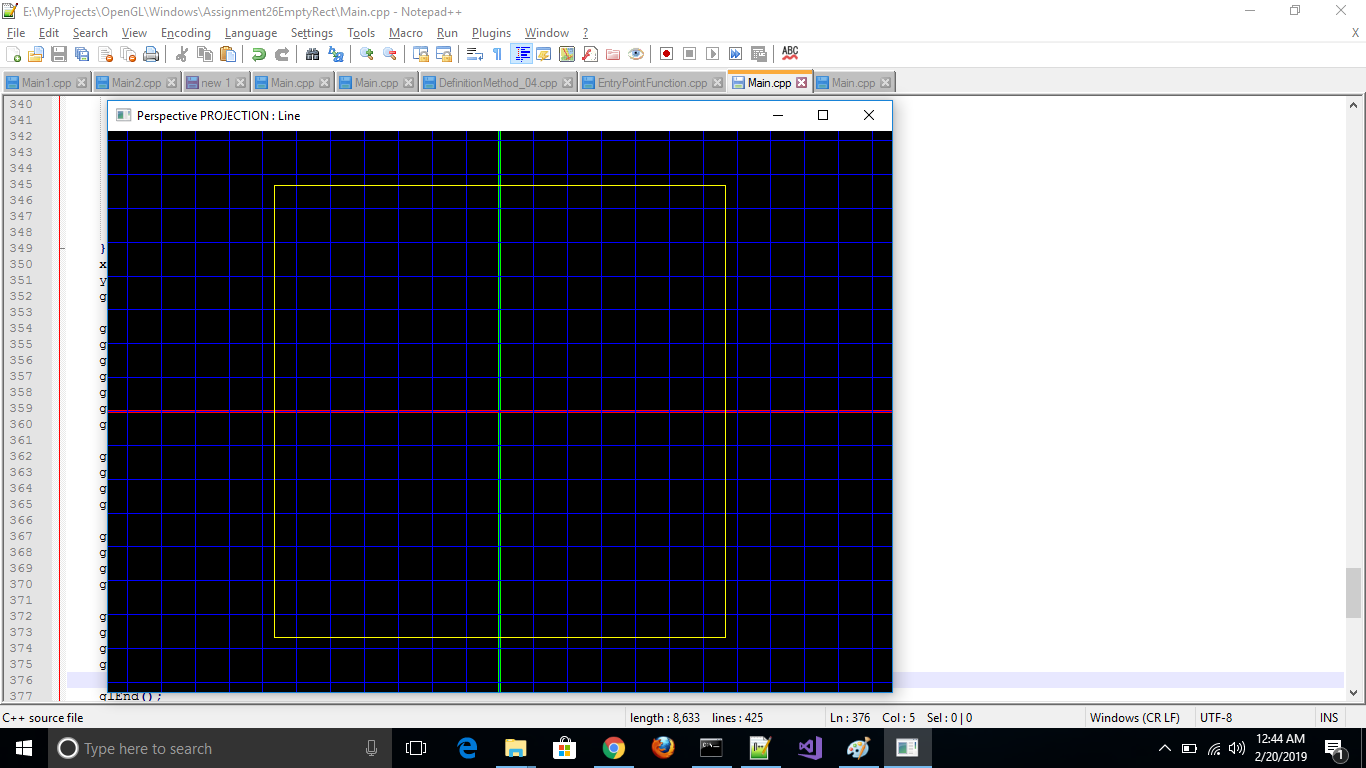 E:\MyProjects\OpenGL\Windows\Assignment26EmptyRect\Main.cpp - Notepad++
File Edit Search View Encoding Language Settings Tools Macro Run Plugins Window ? X
ABC
Main1.cpp Main2.cpp new 1 Main.cpp Main.cpp DefinitionMethod_04.cpp EntryPointFunction.cpp Main.cpp Main.cpp
Perspective PROJECTION : Line
340
341
342
343
344
345
346
347
348
349 }
350 x
351 y
352 g
353
354 g
355 g
356 g
357 g
358 g
359 g
360 g
361
362 g
363 g
364 g
365 g
366
367 g
368 g
369 g
370 g
371
372 g
373 g
374 g
375 g
376
377 glEnd();
C++ source file length : 8,633 lines : 425 Ln : 376 Col : 5 Sel : 0 | 0 Windows (CR LF) UTF-8 INS
Type here to search
12:44 AM
2/20/2019
1